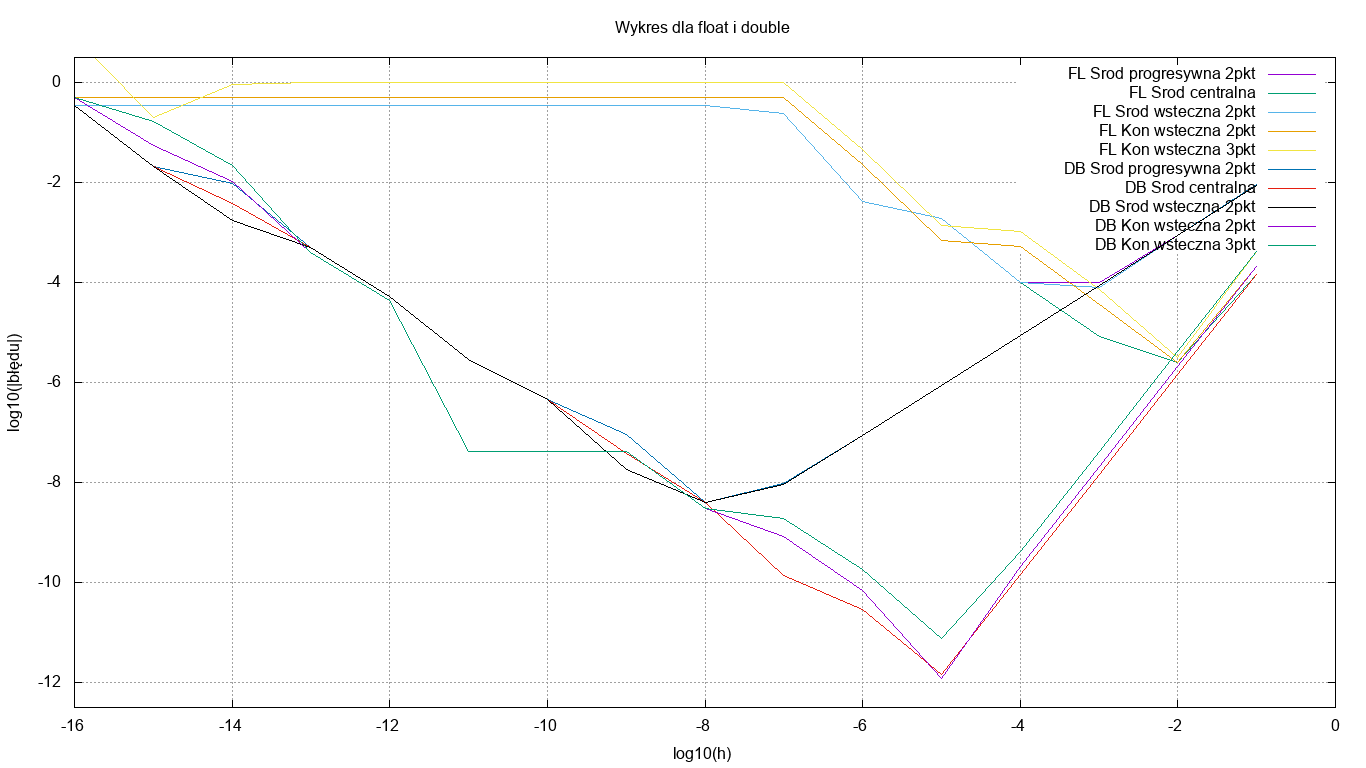 Wykres dla float i double
FL Srod progresywna 2pkt
FL Srod centralna
FL Srod wsteczna 2pkt
FL Kon wsteczna 2pkt
FL Kon wsteczna 3pkt
DB Srod progresywna 2pkt
DB Srod centralna
DB Srod wsteczna 2pkt
DB Kon wsteczna 2pkt
DB Kon wsteczna 3pkt
log10(|błędu|)
0
-2
-4
-6
-8
-10
-12
-16 -14 -12 -10 -8 -6 -4 -2 0
log10(h)